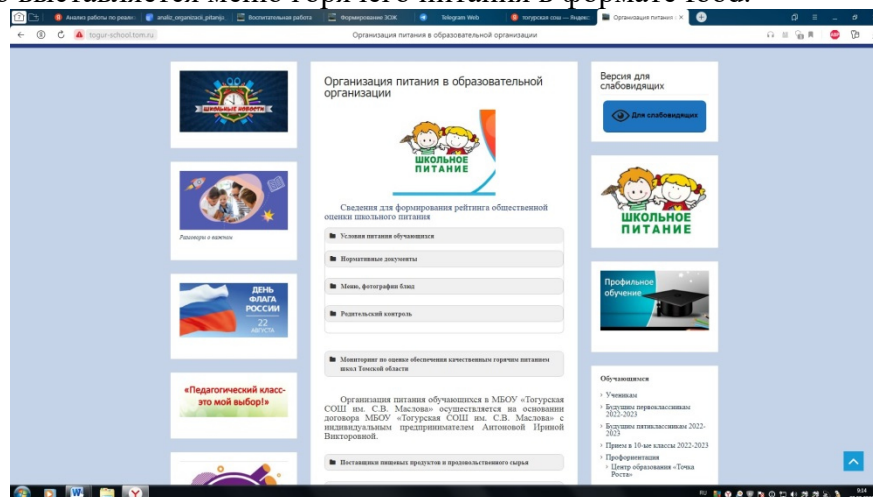 выставляется меню горячего питания в формате food.
Анализ работы по реали
analiz_organizacii_pitanija
Воспитательная работа
Формирование ЗОЖ
Telegram Web
тогурская сош — Яндекс
Организация питания
togur-school.tom.ru
Организация питания в образовательной организации
ШКОЛЬНЫЕ НОВОСТИ
Разговоры о важном
ДЕНЬ
ФЛАГА
РОССИИ
22
АВГУСТА
«Педагогический класс-
это мой выбор!»
Организация питания в образовательной
организации
ШКОЛЬНОЕ
ПИТАНИЕ
Сведения для формирования рейтинга общественной
оценки школьного питания
Условия питания обучающихся
Нормативные документы
Меню, фотографии блюд
Родительский контроль
Мониторинг по оценке обеспечения качественным горячим питанием
школ Томской области
Организация питания обучающихся в МБОУ «Тогурская
СОШ им. С.В. Маслова» осуществляется на основании
договора МБОУ «Тогурская СОШ им. С.В. Маслова» с
индивидуальным предпринимателем Антоновой Ириной
Викторовной.
Поставщики пищевых продуктов и продовольственного сырья
Версия для
слабовидящих
Для слабовидящих
ШКОЛЬНОЕ
ПИТАНИЕ
Профильное
обучение
Обучающимся
Ученикам
Будущим первоклассникам
2022-2023
Будущим пятиклассникам 2022-
2023
Прием в 10-ые классы 2022-2023
Профориентация
Центр образования «Точка
Роста»
RU
9:14